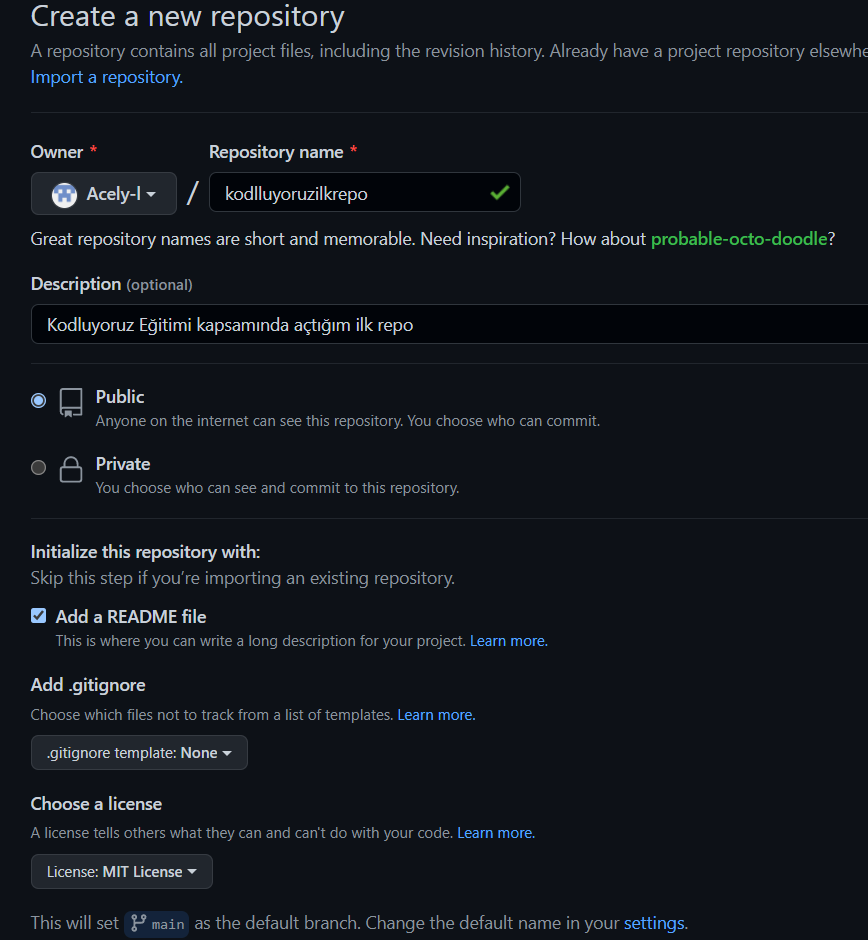 Create a new repository
A repository contains all project files, including the revision history. Already have a project repository elsewhe
Import a repository.
Owner * Repository name *
Acely-l / kodlluyoruzilkrepo
Great repository names are short and memorable. Need inspiration? How about probable-octo-doodle?
Description (optional)
Kodluyoruz Eğitimi kapsamında açtığım ilk repo
Public
Anyone on the internet can see this repository. You choose who can commit.
Private
You choose who can see and commit to this repository.
Initialize this repository with:
Skip this step if you're importing an existing repository.
Add a README file
This is where you can write a long description for your project. Learn more.
Add .gitignore
Choose which files not to track from a list of templates. Learn more.
.gitignore template: None
Choose a license
A license tells others what they can and can't do with your code. Learn more.
License: MIT License
This will set main as the default branch. Change the default name in your settings.